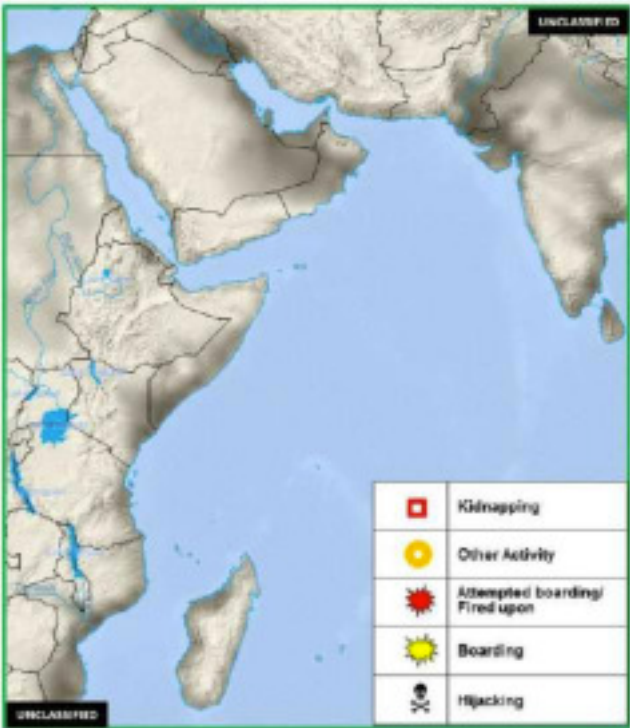 UNCLASSIFIED
Kidnapping
Other Activity
Attempted boarding/
Fired upon
Boarding
Hijacking
UNCLASSIFIED